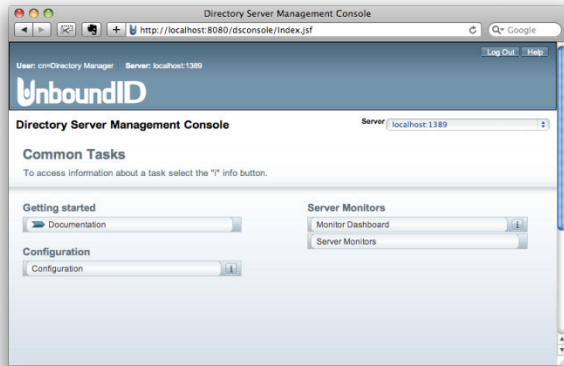 Directory Server Management Console
http://localhost:8080/dsconsole/Index.jsf
Google
Log Out Help
User: cn=Directory Manager Server: localhost:1389
UnboundID
Directory Server Management Console
Server localhost:1389
Common Tasks
To access information about a task select the "i" info button.
Getting started
Documentation
Configuration
Configuration
Server Monitors
Monitor Dashboard
Server Monitors